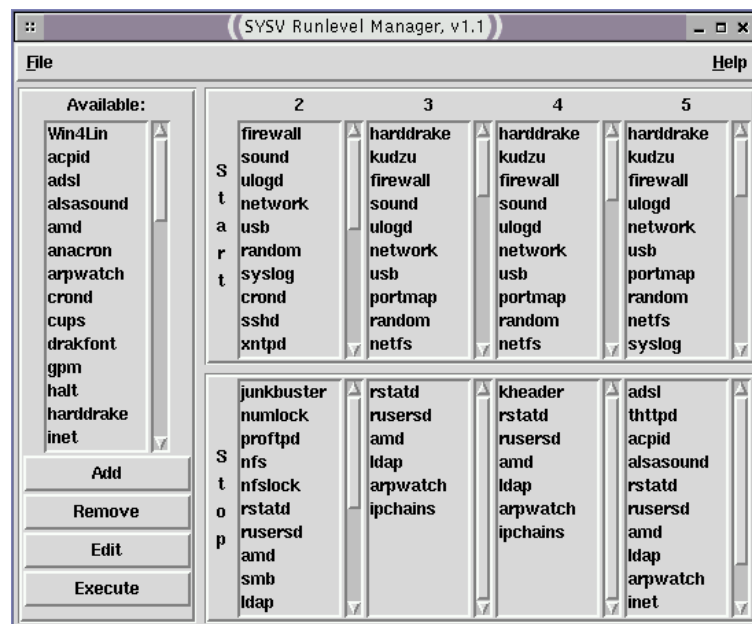 SYSV Runlevel Manager, v1.1
File
Help
Available:
Win4Lin
acpid
adsl
alsasound
amd
anacron
arpwatch
crond
cups
drakfont
gpm
halt
harddrake
inet
Add
Remove
Edit
Execute
2
3
4
5
Start
firewall
sound
ulogd
network
usb
random
syslog
crond
sshd
xntpd
harddrake
kudzu
firewall
sound
ulogd
network
usb
portmap
random
netfs
harddrake
kudzu
firewall
sound
ulogd
network
usb
portmap
random
netfs
harddrake
kudzu
firewall
ulogd
network
usb
portmap
random
netfs
syslog
Stop
junkbuster
numlock
proftpd
nfs
nfslock
rstatd
rusersd
amd
smb
ldap
rstatd
rusersd
amd
ldap
arpwatch
ipchains
kheader
rstatd
rusersd
amd
ldap
arpwatch
ipchains
adsl
thttpd
acpid
alsasound
rstatd
rusersd
amd
ldap
arpwatch
inet